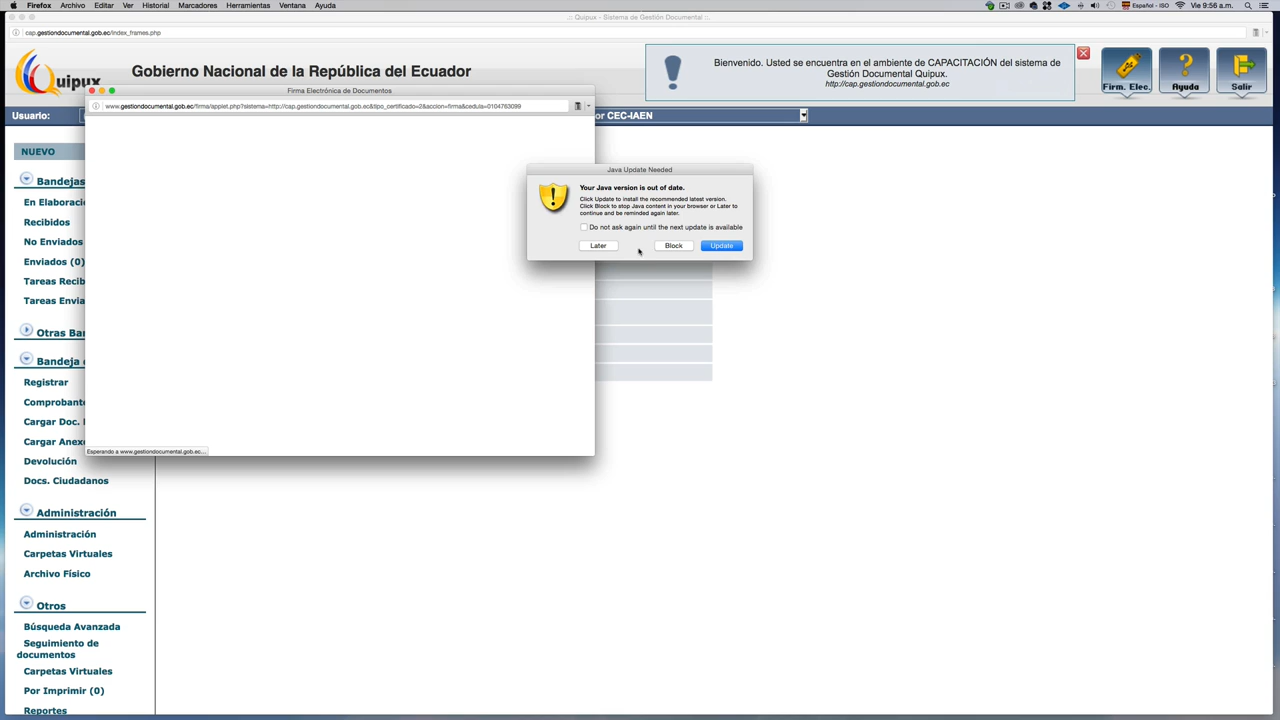 Firefox Archivo Editar Ver Historial Marcadores Herramientas Ventana Ayuda Español - ISO Vie 9:56 a.m.
.:: Quipux - Sistema de Gestión Documental ::.
cap.gestiondocumental.gob.ec/index_frames.php
Quipux
Gobierno Nacional de la República del Ecuador
Bienvenido. Usted se encuentra en el ambiente de CAPACITACIÓN del sistema de
Gestión Documental Quipux.
http://cap.gestiondocumental.gob.ec
Firm. Elec.
Ayuda
Salir
Usuario:
or CEC-IAEN
Firma Electrónica de Documentos
www.gestiondocumental.gob.ec/firma/applet.php?sistema=http://cap.gestiondocumental.gob.ec&tipo_certificado=2&accion=firma&cedula=0104763099
Java Update Needed
Your Java version is out of date.
Click Update to install the recommended latest version.
Click Block to stop Java content in your browser or Later to
continue and be reminded again later.
Do not ask again until the next update is available
Later
Block
Update
Esperando a www.gestiondocumental.gob.ec...
NUEVO
Bandejas
En Elaborac
Recibidos
No Enviados
Enviados (0)
Tareas Recib
Tareas Envia
Otras Ban
Bandeja
Registrar
Comprobant
Cargar Doc.
Cargar Anex
Devolución
Docs. Ciudadanos
Administración
Administración
Carpetas Virtuales
Archivo Físico
Otros
Búsqueda Avanzada
Seguimiento de
documentos
Carpetas Virtuales
Por Imprimir (0)
Reportes